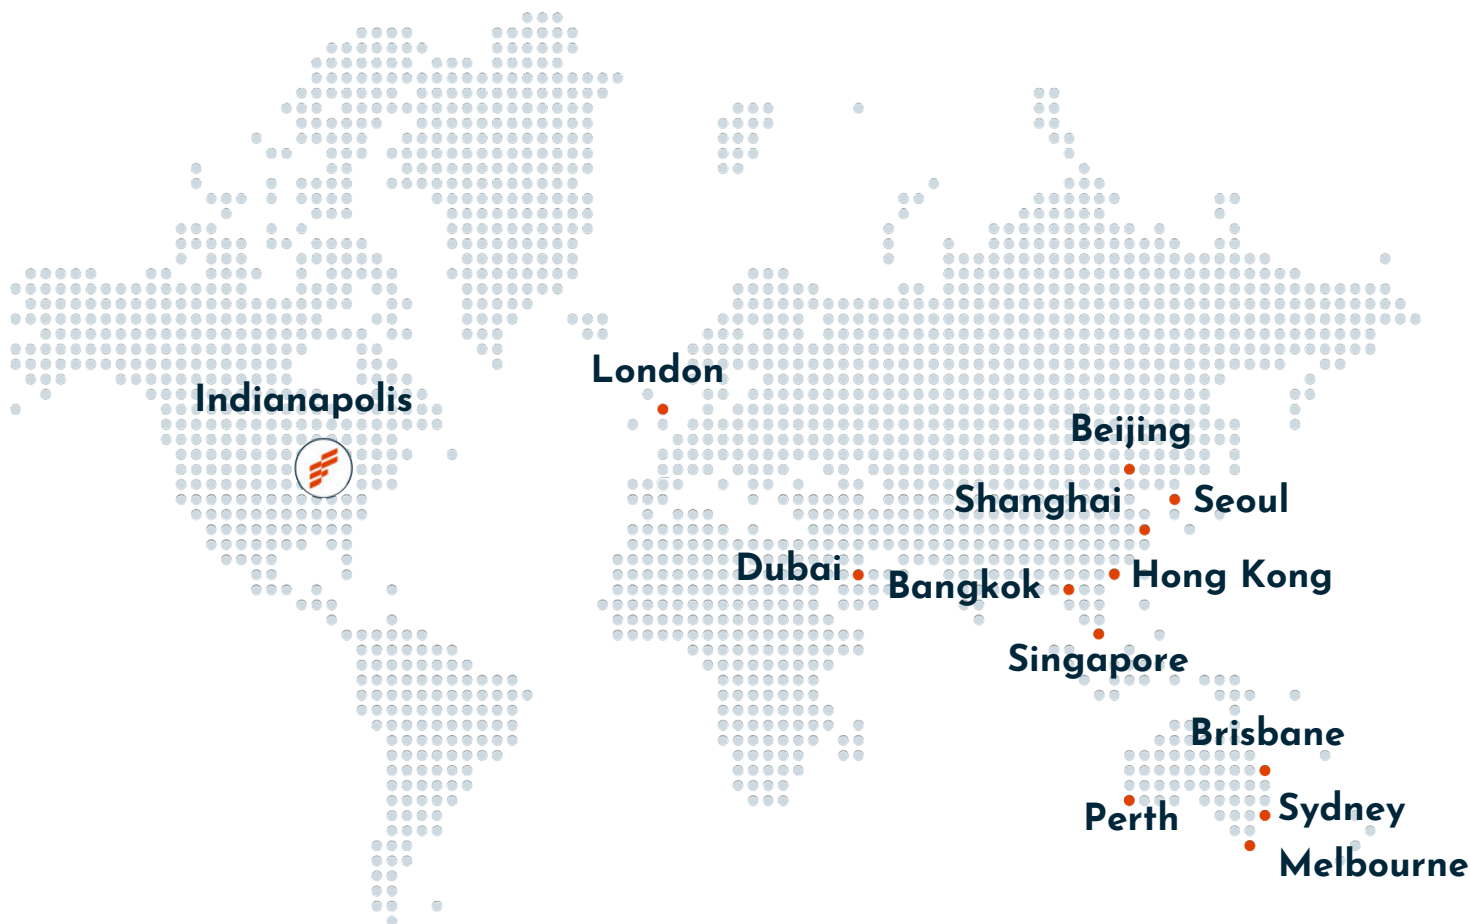 London
Indianapolis
Beijing
Shanghai
Seoul
Dubai
Bangkok
Hong Kong
Singapore
Brisbane
Perth
Sydney
Melbourne